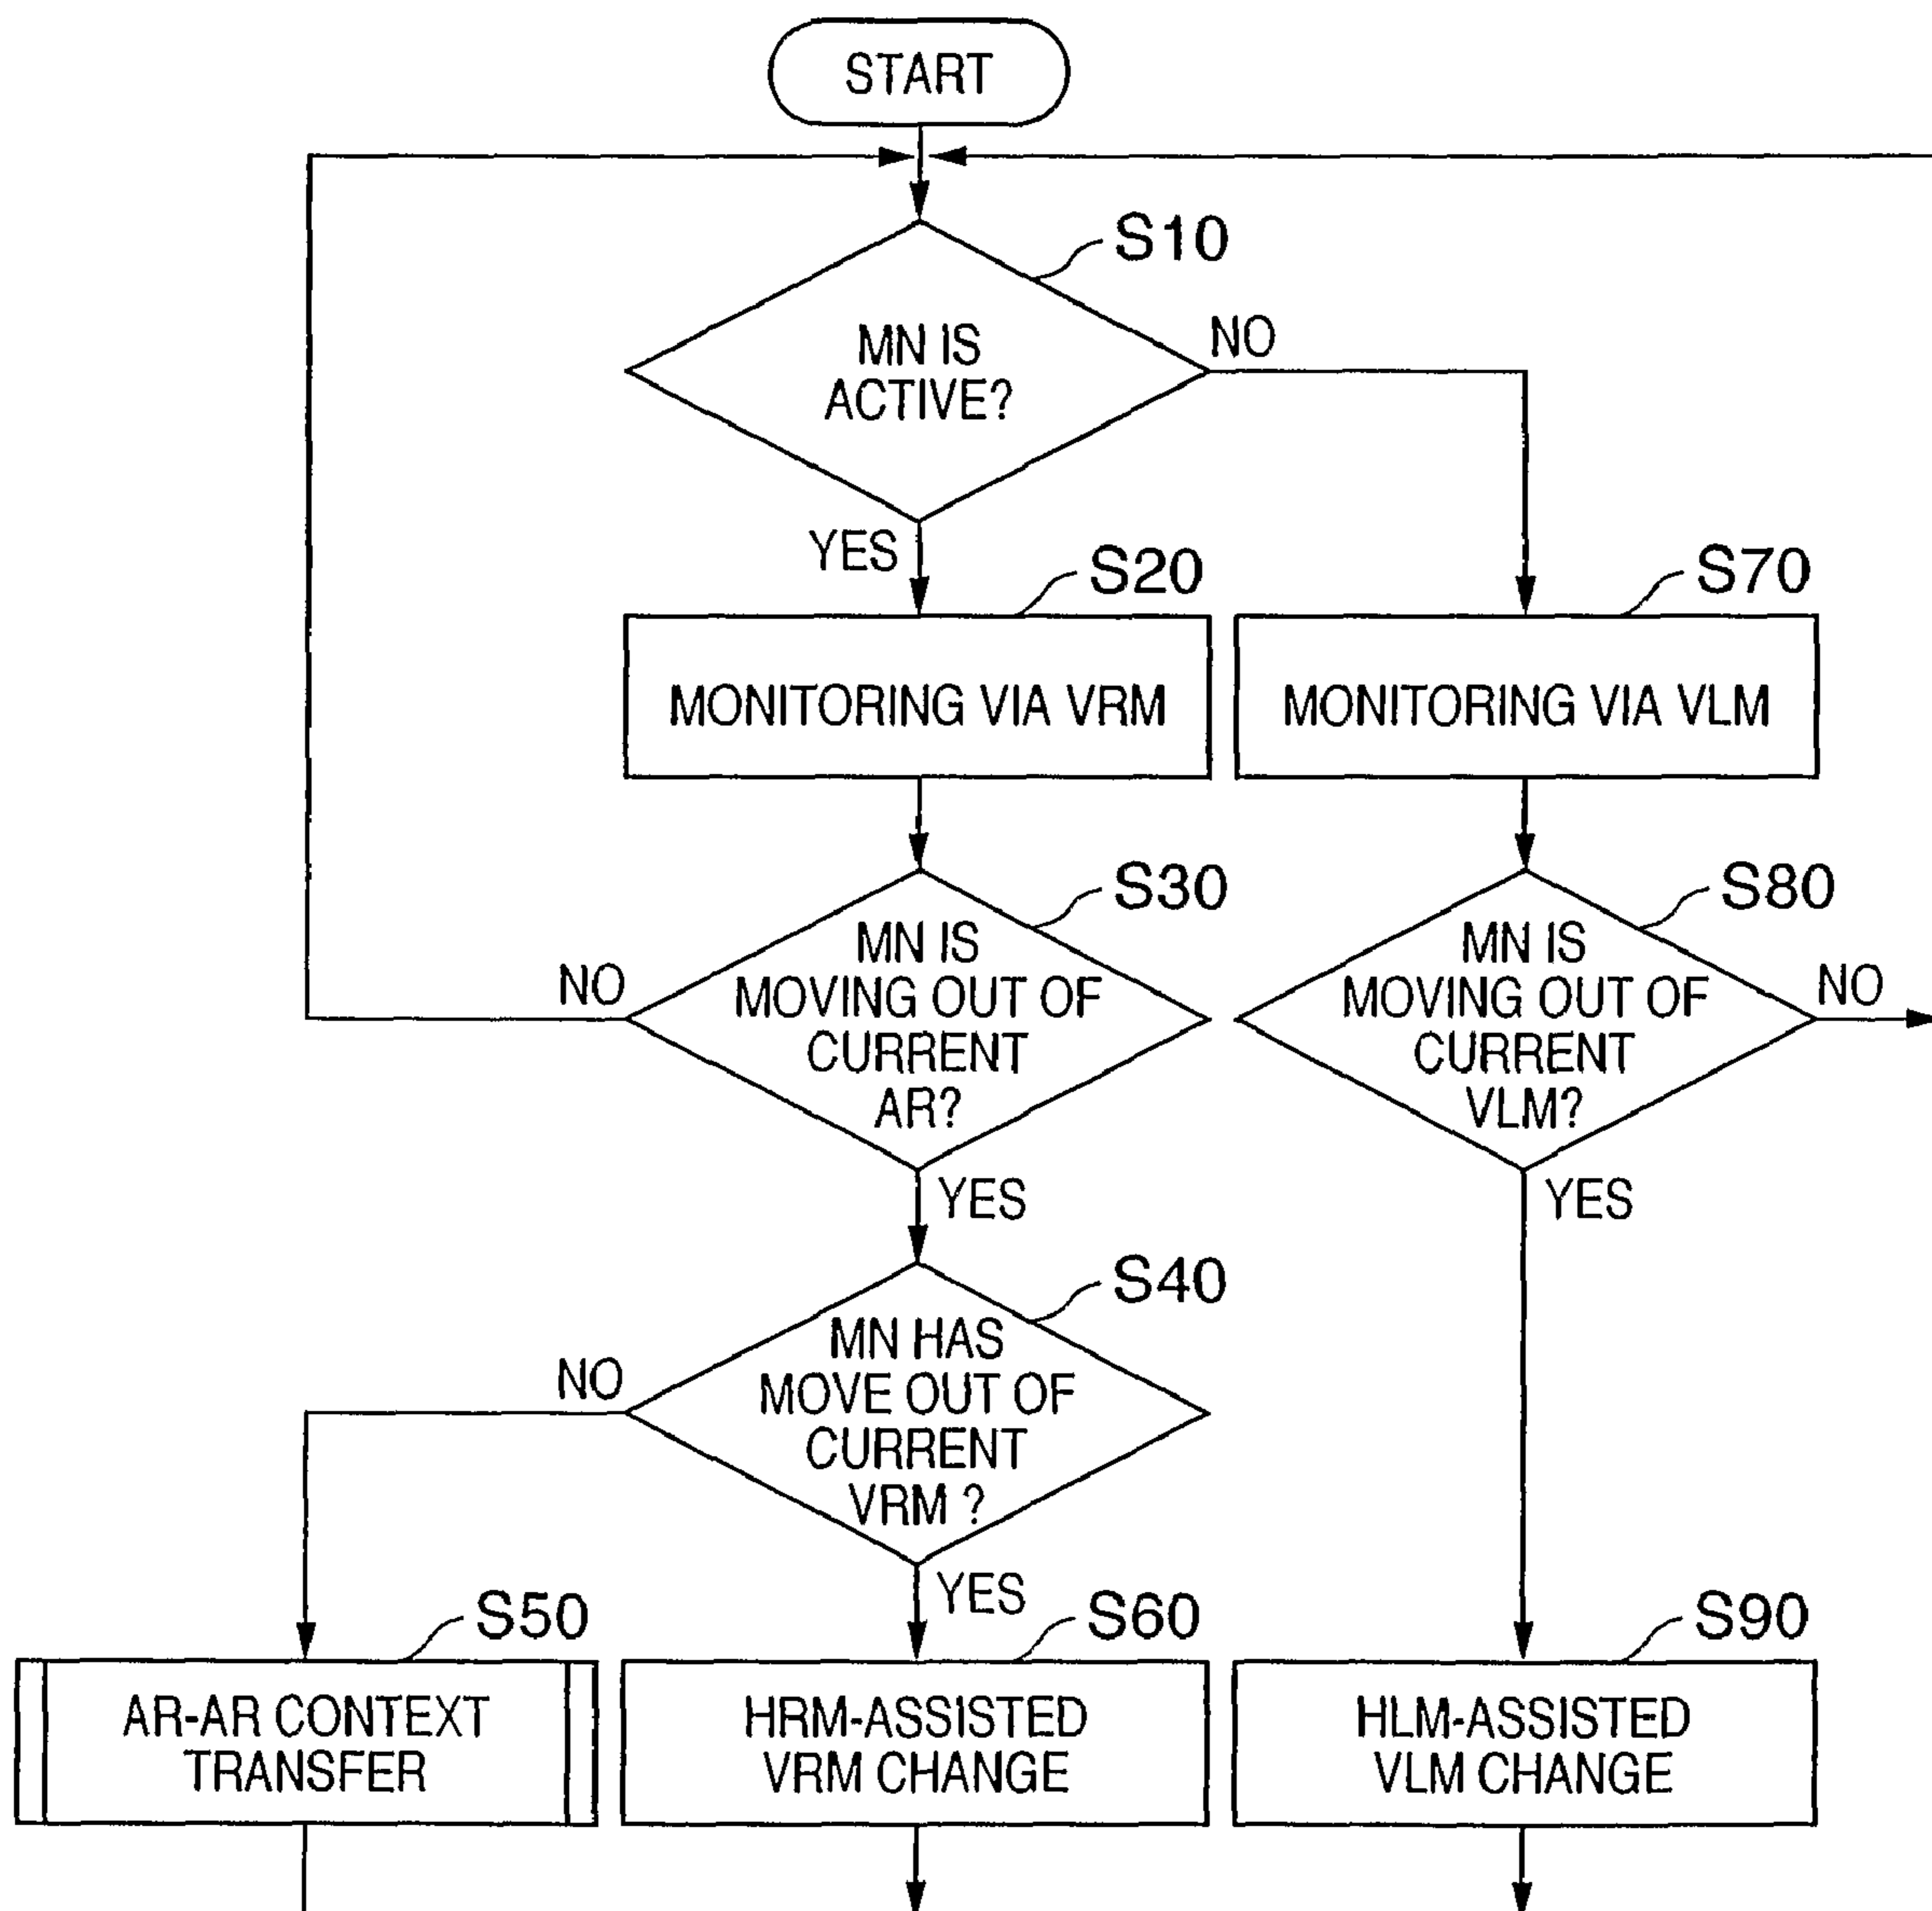 START
S10
MN IS
ACTIVE?
NO
YES
S20
S70
MONITORING VIA VRM
MONITORING VIA VLM
S30
S80
MN IS
MOVING OUT OF
CURRENT
AR?
NO
MN IS
MOVING OUT OF
CURRENT
VLM?
NO
YES
YES
S40
MN HAS
MOVE OUT OF
CURRENT
VRM ?
NO
YES
S50
S60
S90
AR-AR CONTEXT
TRANSFER
HRM-ASSISTED
VRM CHANGE
HLM-ASSISTED
VLM CHANGE